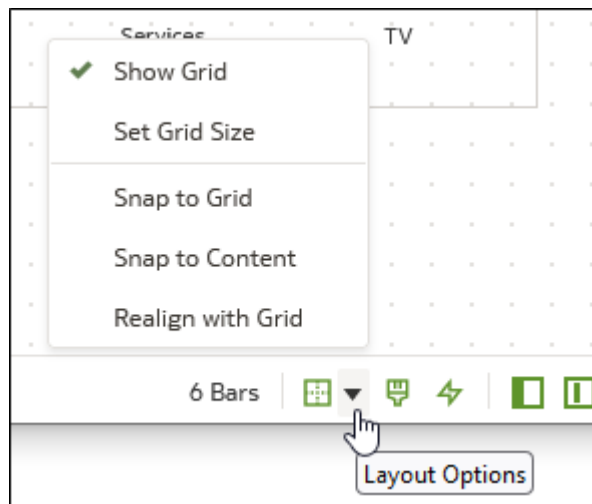 Services
TV
Show Grid
Set Grid Size
Snap to Grid
Snap to Content
Realign with Grid
6 Bars
Layout Options